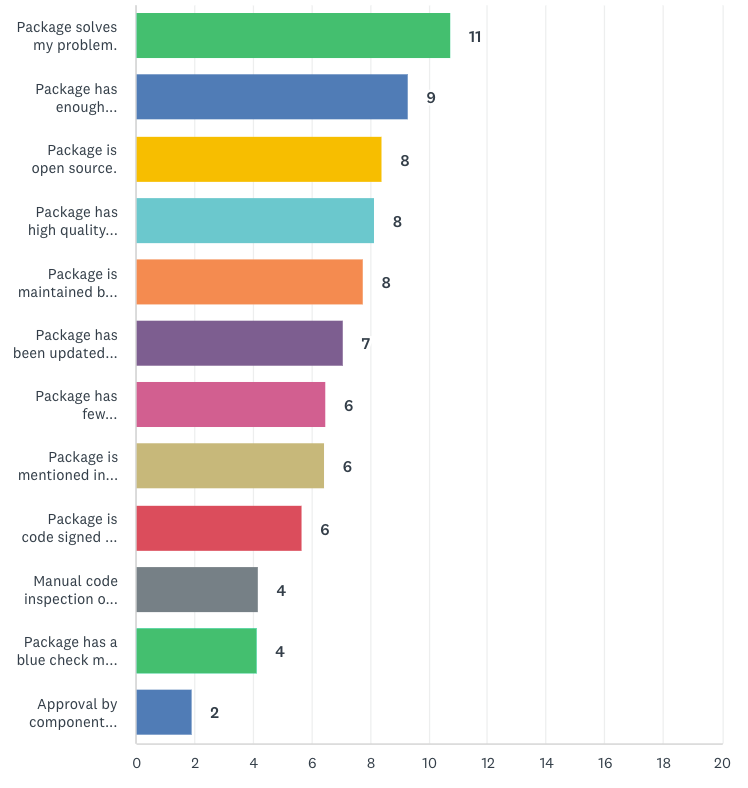 Package solves
my problem.
11
Package has
enough...
9
Package is
open source.
8
Package has
high quality...
8
Package is
maintained b...
8
Package has
been updated...
7
Package has
few...
6
Package is
mentioned in...
6
Package is
code signed ...
6
Manual code
inspection o...
4
Package has a
blue check m...
4
Approval by
component...
2
0 2 4 6 8 10 12 14 16 18 20